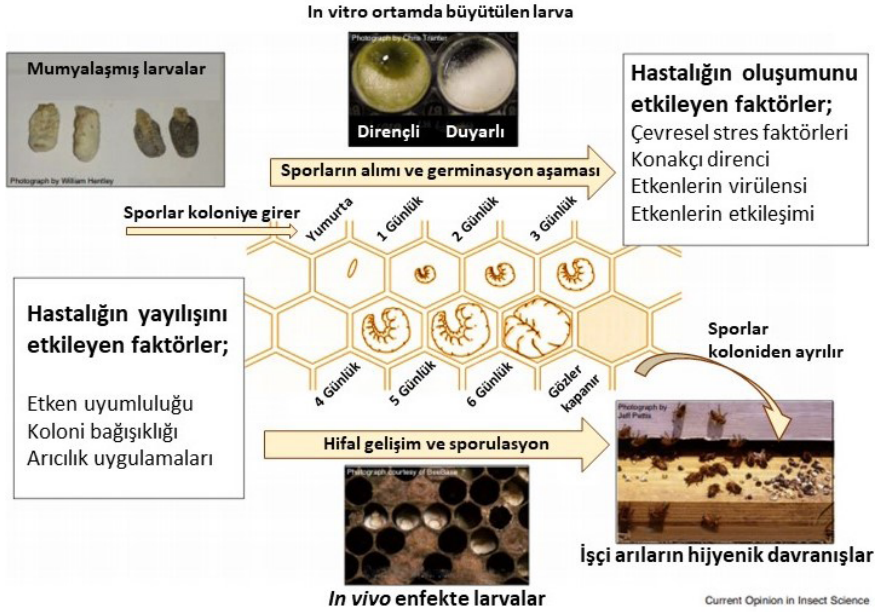 In vitro ortamda büyütülen larva
Photograph by Chris Tranter
Dirençli
Duyarlı
Mumyalaşmış larvalar
Photograph by William Hentley
Hastalığın oluşumunu
etkileyen faktörler;
Çevresel stres faktörleri
Konakçı direnci
Etkenlerin virülensi
Etkenlerin etkileşimi
Sporların alımı ve germinasyon aşaması
Sporlar koloniye girer
Yumurta
1 Günlük
2 Günlük
3 Günlük
Hastalığın yayılışını
etkileyen faktörler;
Etken uyumluluğu
Koloni bağışıklığı
Arıcılık uygulamaları
4 Günlük
5 Günlük
6 Günlük
Gözler
kapanır
Sporlar
koloniden ayrılır
Hifal gelişim ve sporulasyon
Photograph courtesy of BeeBase
Photograph by
Jeff Pettis
İşçi arıların hijyenik davranışlar
In vivo enfekte larvalar
Current Opinion in Insect Science